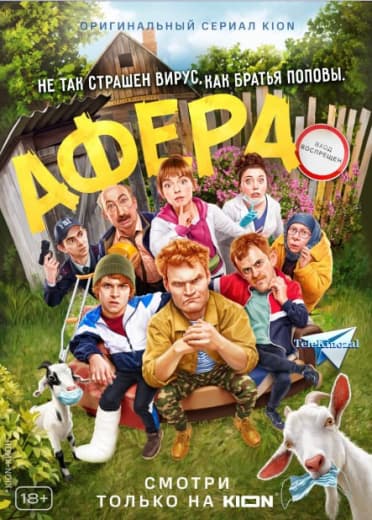 ОРИГИНАЛЬНЫЙ СЕРИАЛ KION
НЕ ТАК СТРАШЕН ВИРУС, КАК БРАТЬЯ ПОПОВЫ.
АФЕРА
ВХОД
ВОСПРЕЩЕН
TeleKinozal
18+
СМОТРИ
ТОЛЬКО НА KION